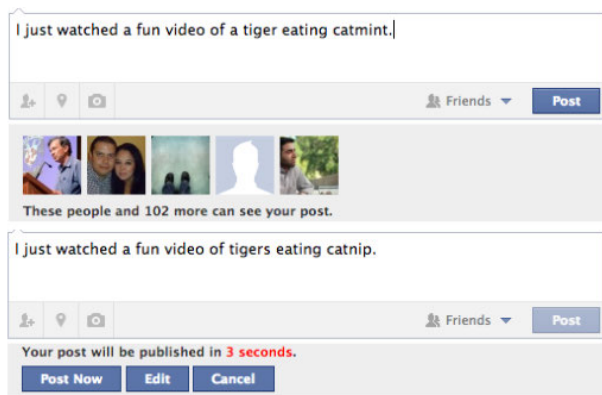 I just watched a fun video of a tiger eating catmint.
Friends Post
These people and 102 more can see your post.
I just watched a fun video of tigers eating catnip.
Friends Post
Your post will be published in 3 seconds.
Post Now Edit Cancel